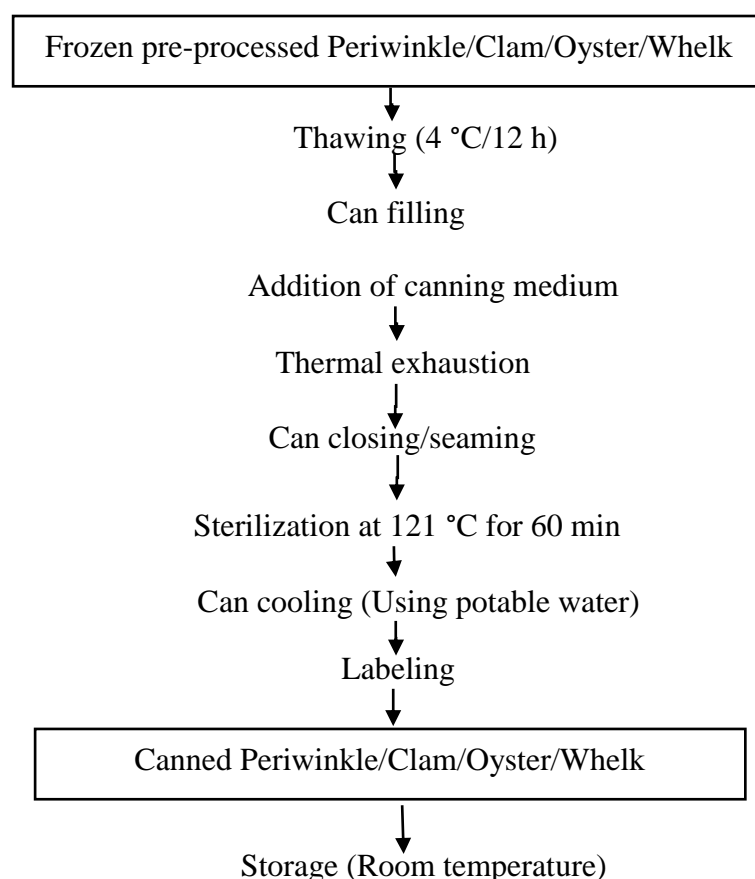 Frozen pre-processed Periwinkle/Clam/Oyster/Whelk
Thawing (4 °C/12 h)
Can filling
Addition of canning medium
Thermal exhaustion
Can closing/seaming
Sterilization at 121 °C for 60 min
Can cooling (Using potable water)
Labeling
Canned Periwinkle/Clam/Oyster/Whelk
Storage (Room temperature)